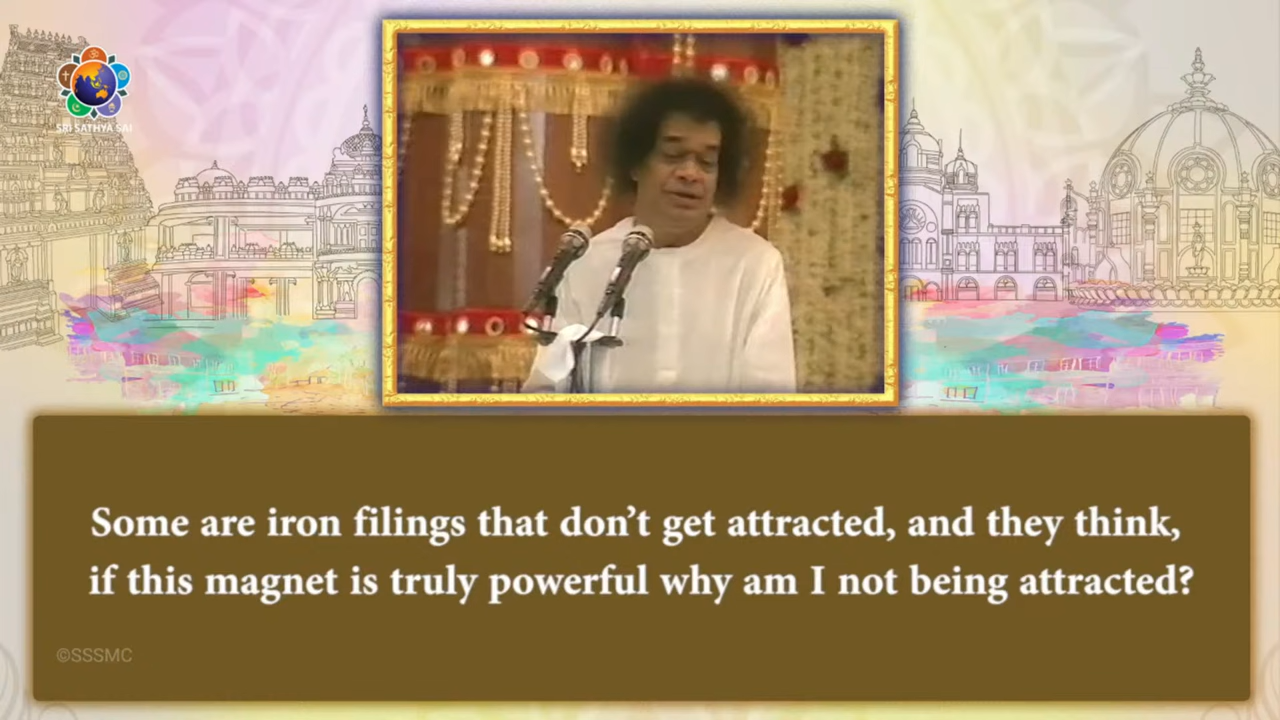 SRI SATHYA SAI
Some are iron filings that don't get attracted, and they think,
if this magnet is truly powerful why am I not being attracted?
©SSSMC